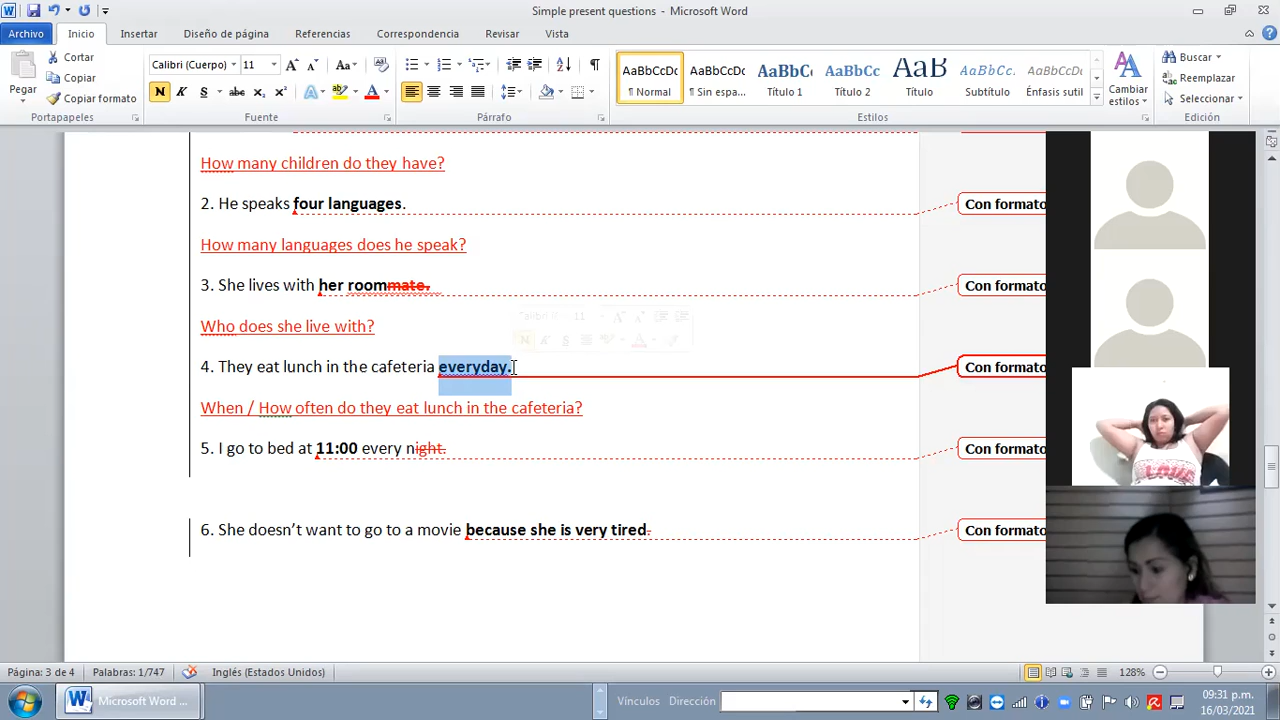 Simple present questions - Microsoft Word
Archivo Inicio Insertar Diseño de página Referencias Correspondencia Revisar Vista
Pegar
Cortar
Copiar
Copiar formato
Portapapeles
Calibri (Cuerpo) 11 Aa
N K S abc x₂ x² A A
Fuente
Párrafo
AaBbCcDc
¶ Normal
AaBbCcDc
¶ Sin espa...
AaBbCc
Título 1
AaBbCc
Título 2
AaB
Título
AaBbCc
Subtítulo
AaBbCcDc
Énfasis sutil
Cambiar estilos
Estilos
Buscar
Reemplazar
Seleccionar
Edición
How many children do they have?
2. He speaks four languages.
Con formato
How many languages does he speak?
3. She lives with her roommate.
Con formato
Who does she live with?
4. They eat lunch in the cafeteria everyday.
Con formato
When / How often do they eat lunch in the cafeteria?
5. I go to bed at 11:00 every night.
Con formato
6. She doesn't want to go to a movie because she is very tired.
Con formato
Página: 3 de 4 Palabras: 1/747 Inglés (Estados Unidos) 128%
Microsoft Word ... Vínculos Dirección 09:31 p.m.
16/03/2021